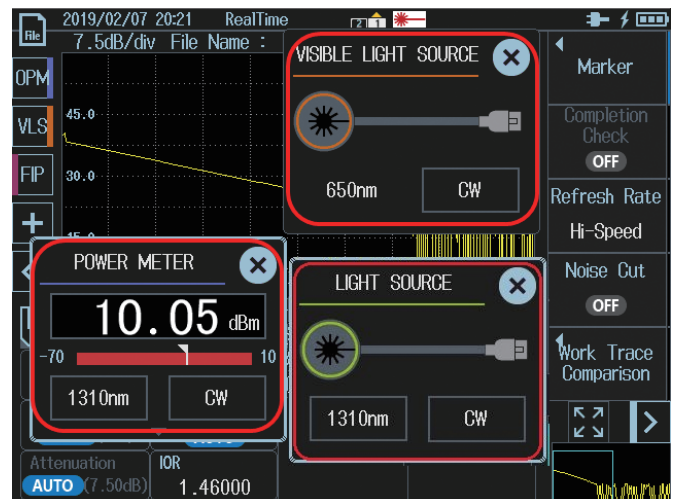 2019/02/07 20:21 RealTime
2 1
File
7.5dB/div File Name :
OPM
VLS
FIP
45.0
30.0
VISIBLE LIGHT SOURCE
650nm
CW
POWER METER
10.05 dBm
-70
10
1310nm
CW
LIGHT SOURCE
1310nm
CW
Marker
Completion
Check
OFF
Refresh Rate
Hi-Speed
Noise Cut
OFF
Work Trace
Comparison
Attenuation
AUTO (7.50dB)
IOR
1.46000